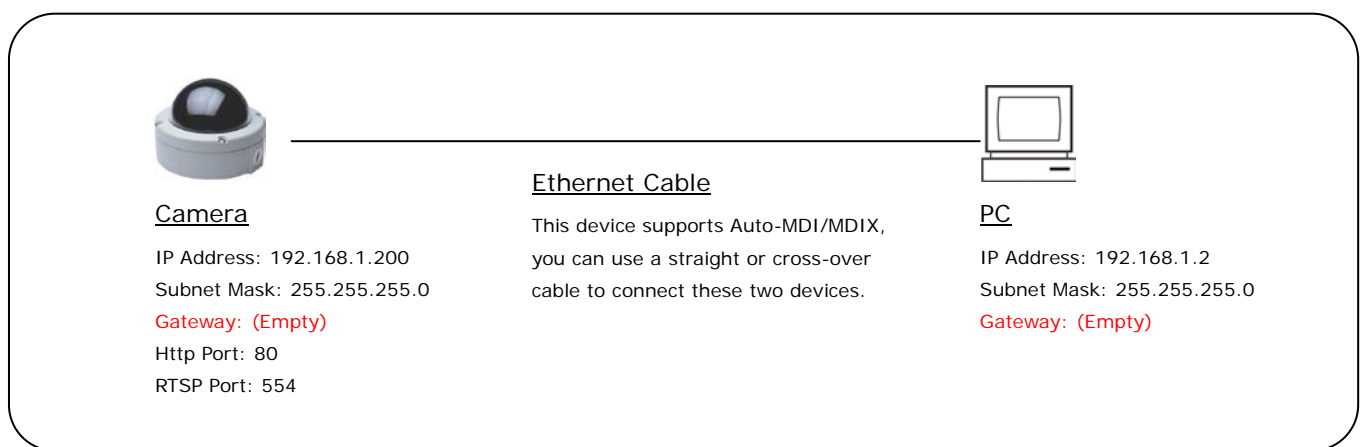 Camera
IP Address: 192.168.1.200
Subnet Mask: 255.255.255.0
Gateway: (Empty)
Http Port: 80
RTSP Port: 554
Ethernet Cable
This device supports Auto-MDI/MDIX,
you can use a straight or cross-over
cable to connect these two devices.
PC
IP Address: 192.168.1.2
Subnet Mask: 255.255.255.0
Gateway: (Empty)